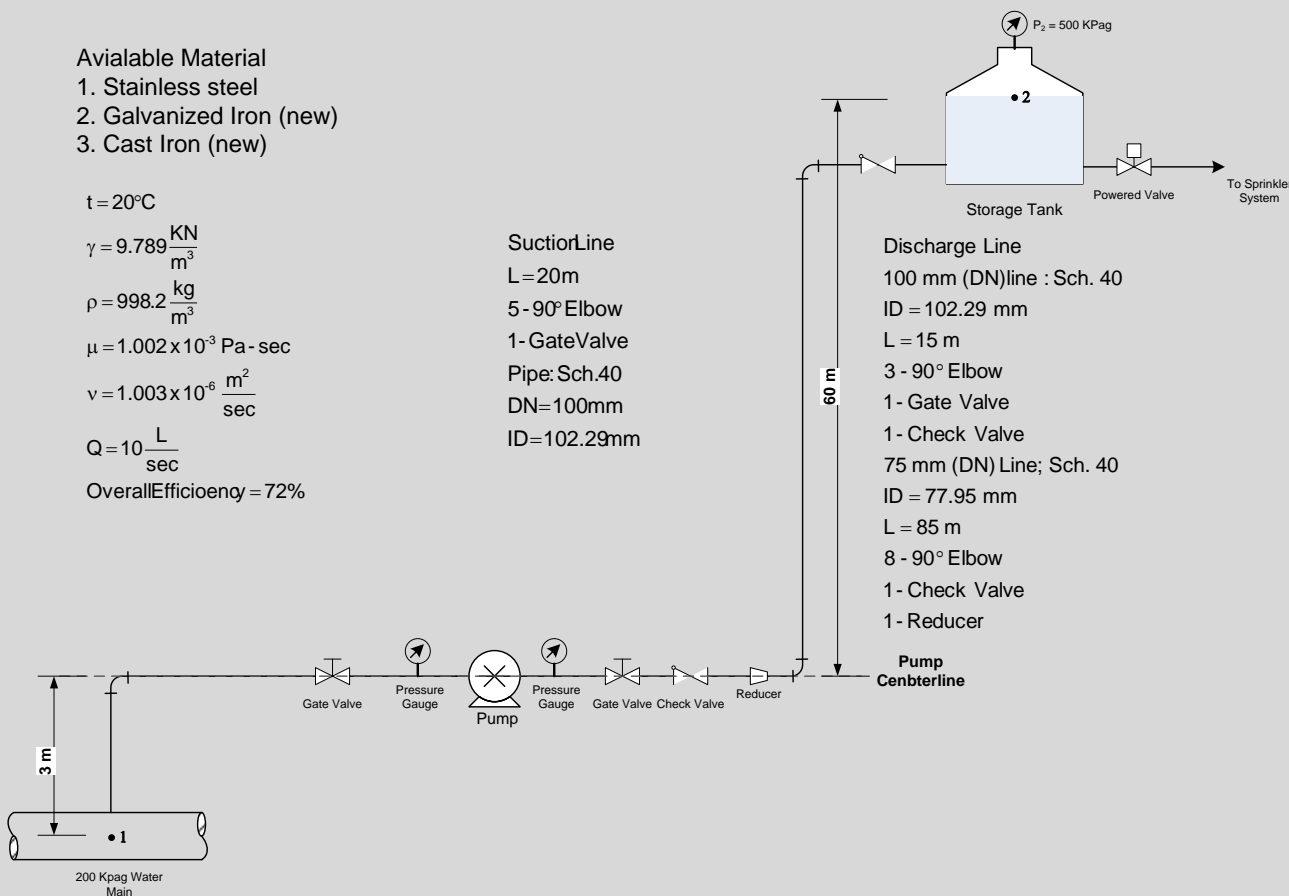 P₂ = 500 KPag
Avialable Material
1. Stainless steel
2. Galvanized Iron (new)
3. Cast Iron (new)
t = 20°C
γ = 9.789 KN/m³
ρ = 998.2 kg/m³
μ = 1.002 x 10⁻³ Pa - sec
ν = 1.003 x 10⁻⁶ m²/sec
Q = 10 L/sec
OverallEfficioency = 72%
SuctionLine
L = 20m
5 - 90° Elbow
1- GateValve
Pipe: Sch.40
DN=100mm
ID=102.29mm
2
Storage Tank
Powered Valve
To Sprinkler
System
Discharge Line
100 mm (DN)line : Sch. 40
ID = 102.29 mm
L = 15 m
3 - 90° Elbow
1- Gate Valve
1- Check Valve
75 mm (DN) Line; Sch. 40
ID = 77.95 mm
L = 85 m
8 - 90° Elbow
1- Check Valve
1- Reducer
60 m
Pump
Cenbterline
Gate Valve
Pressure
Gauge
Pump
Pressure
Gauge
Gate Valve
Check Valve
Reducer
3 m
1
200 Kpag Water
Main